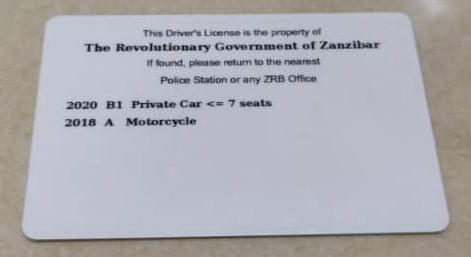 This Driver's License is the property of
The Revolutionary Government of Zanzibar
If found, please return to the nearest
Police Station or any ZRB Office
2020 B1 Private Car <= 7 seats
2018 A Motorcycle